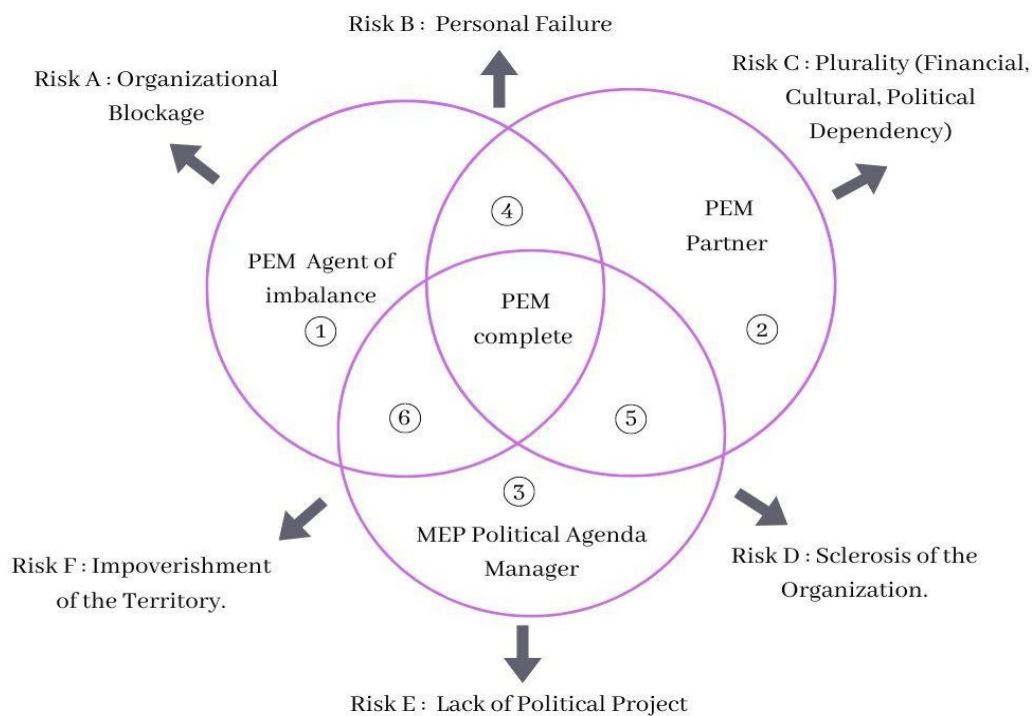 Risk B : Personal Failure
Risk A : Organizational
Blockage
Risk C : Plurality (Financial,
Cultural, Political
Dependency)
4
PEM
Partner
PEM Agent of
imbalance
1
PEM
complete
2
6
5
3
MEP Political Agenda
Manager
Risk F : Impoverishment
of the Territory.
Risk D : Sclerosis of the
Organization.
Risk E : Lack of Political Project